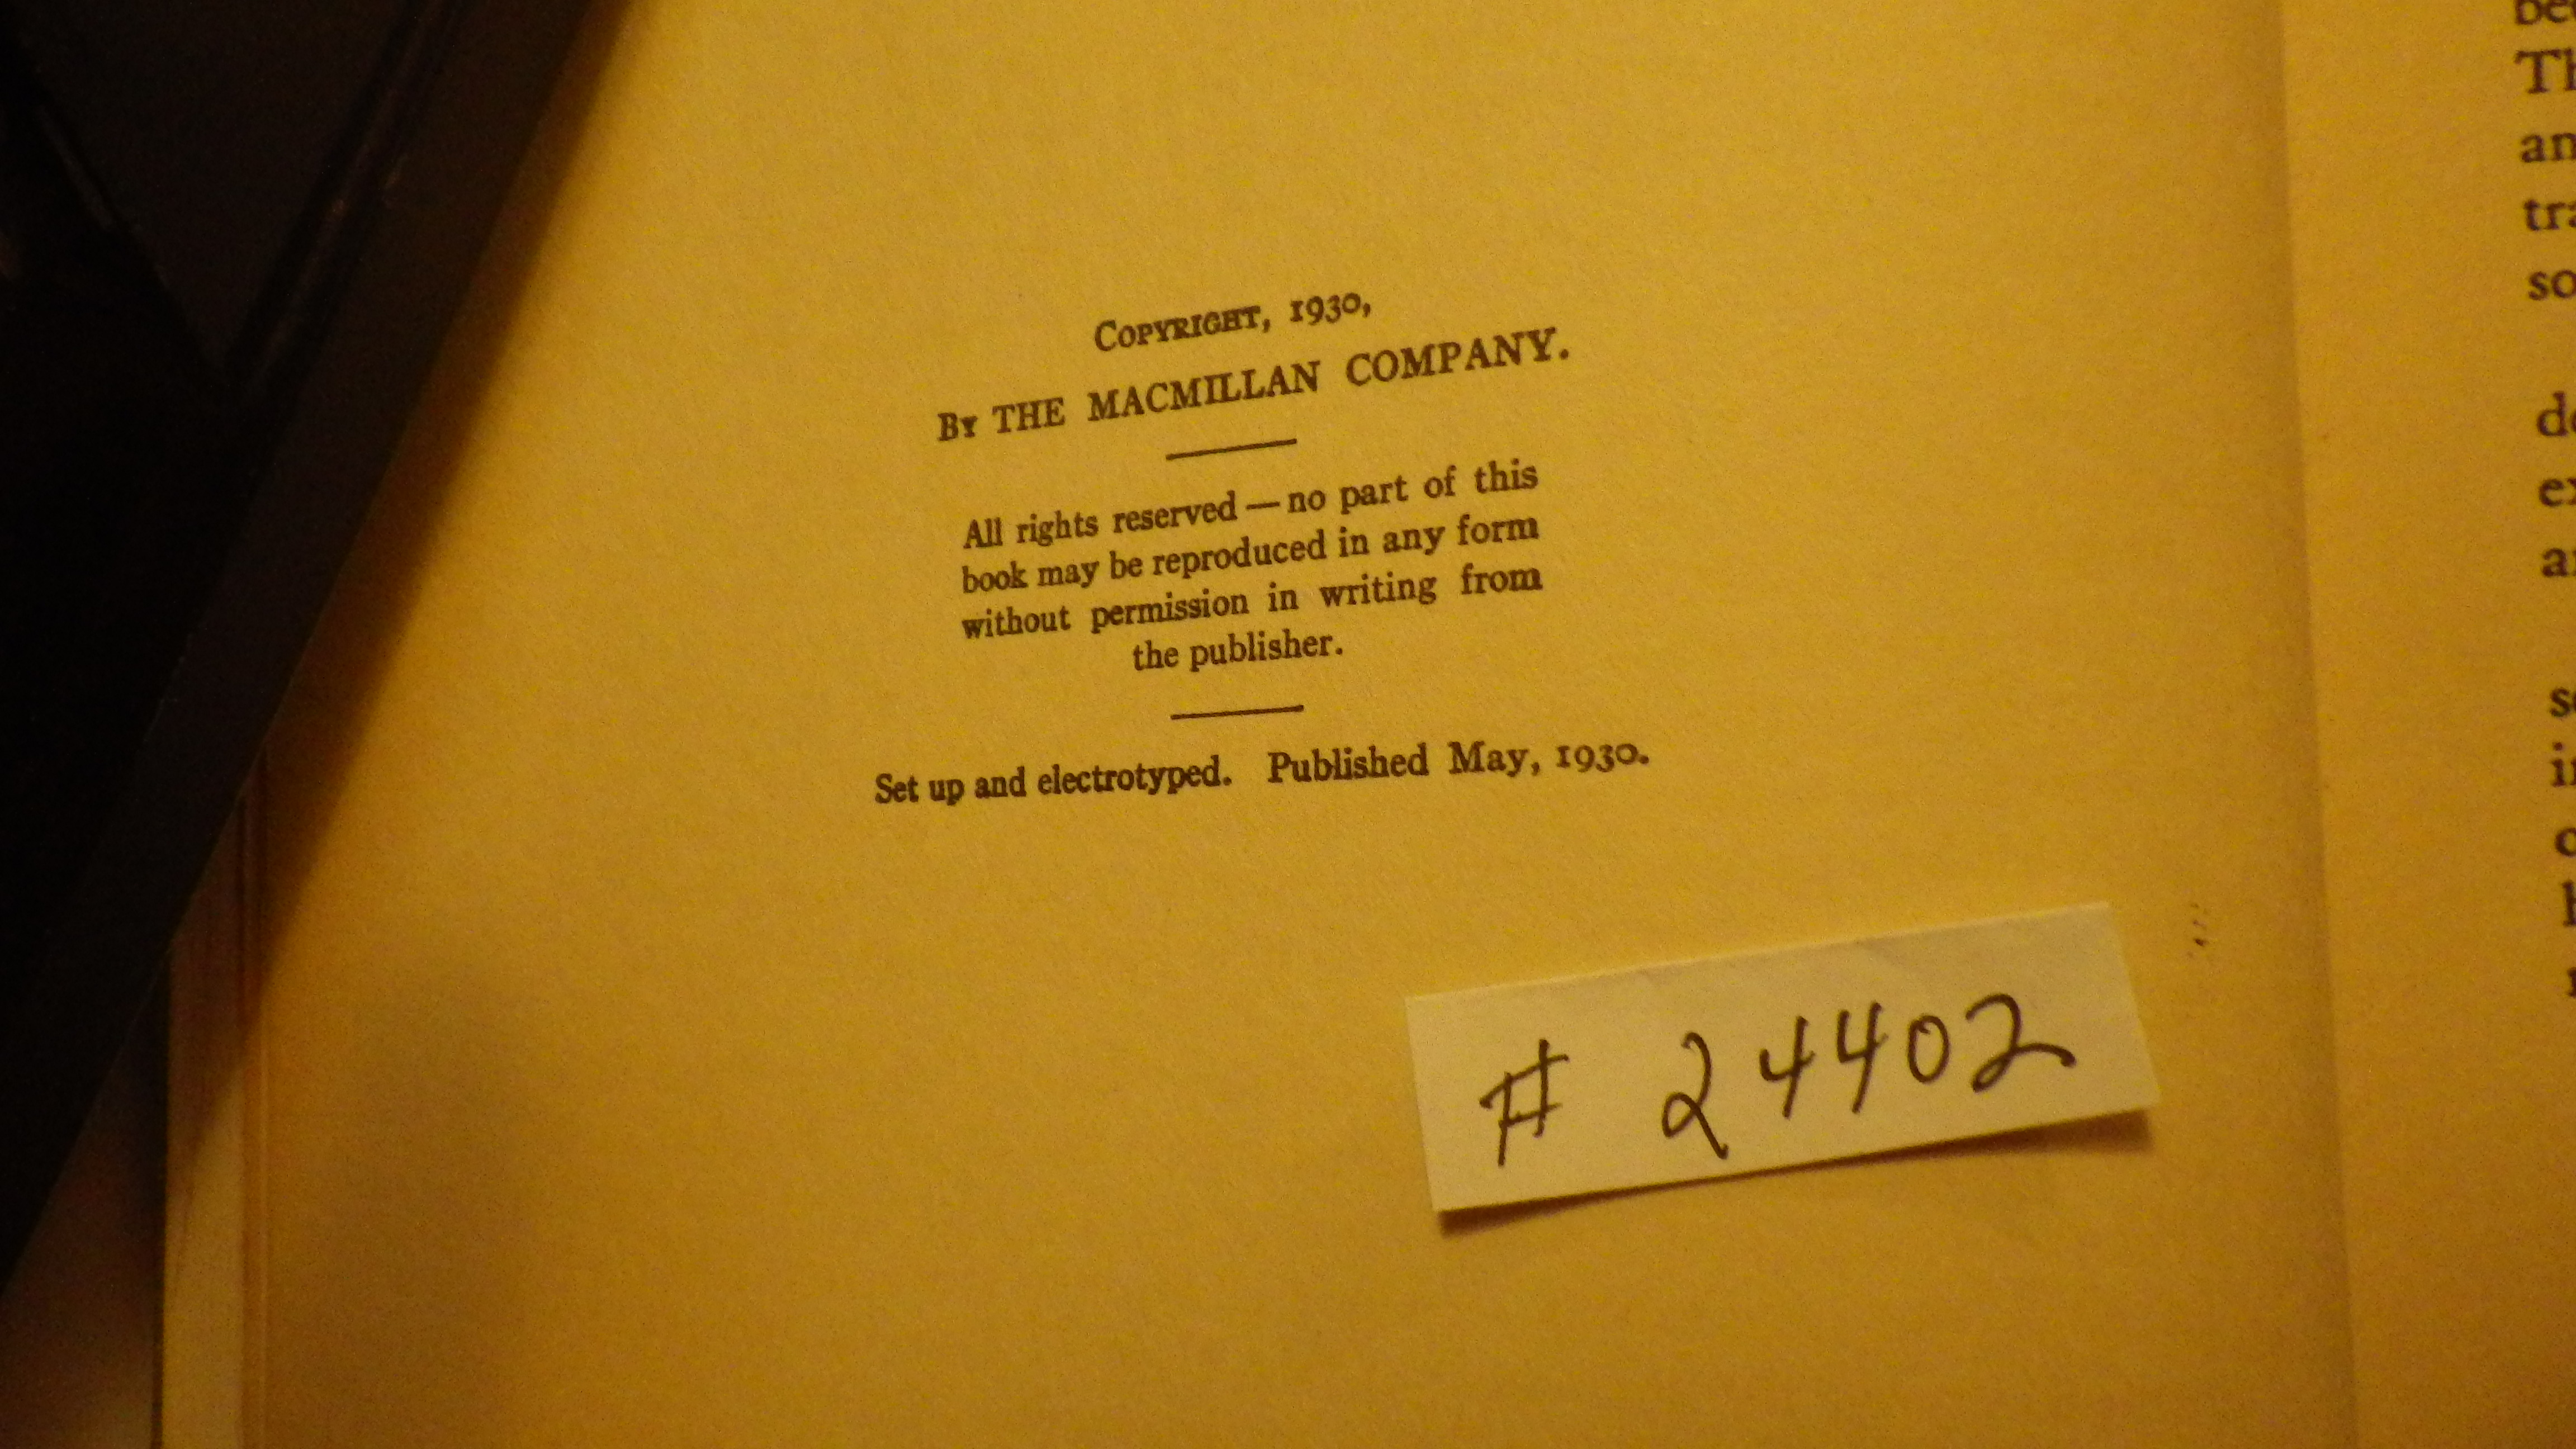 COPYRIGHT, 1930,
BY THE MACMILLAN COMPANY.
All rights reserved — no part of this
book may be reproduced in any form
without permission in writing from
the publisher.
Set up and electrotyped. Published May, 1930.
# 24402